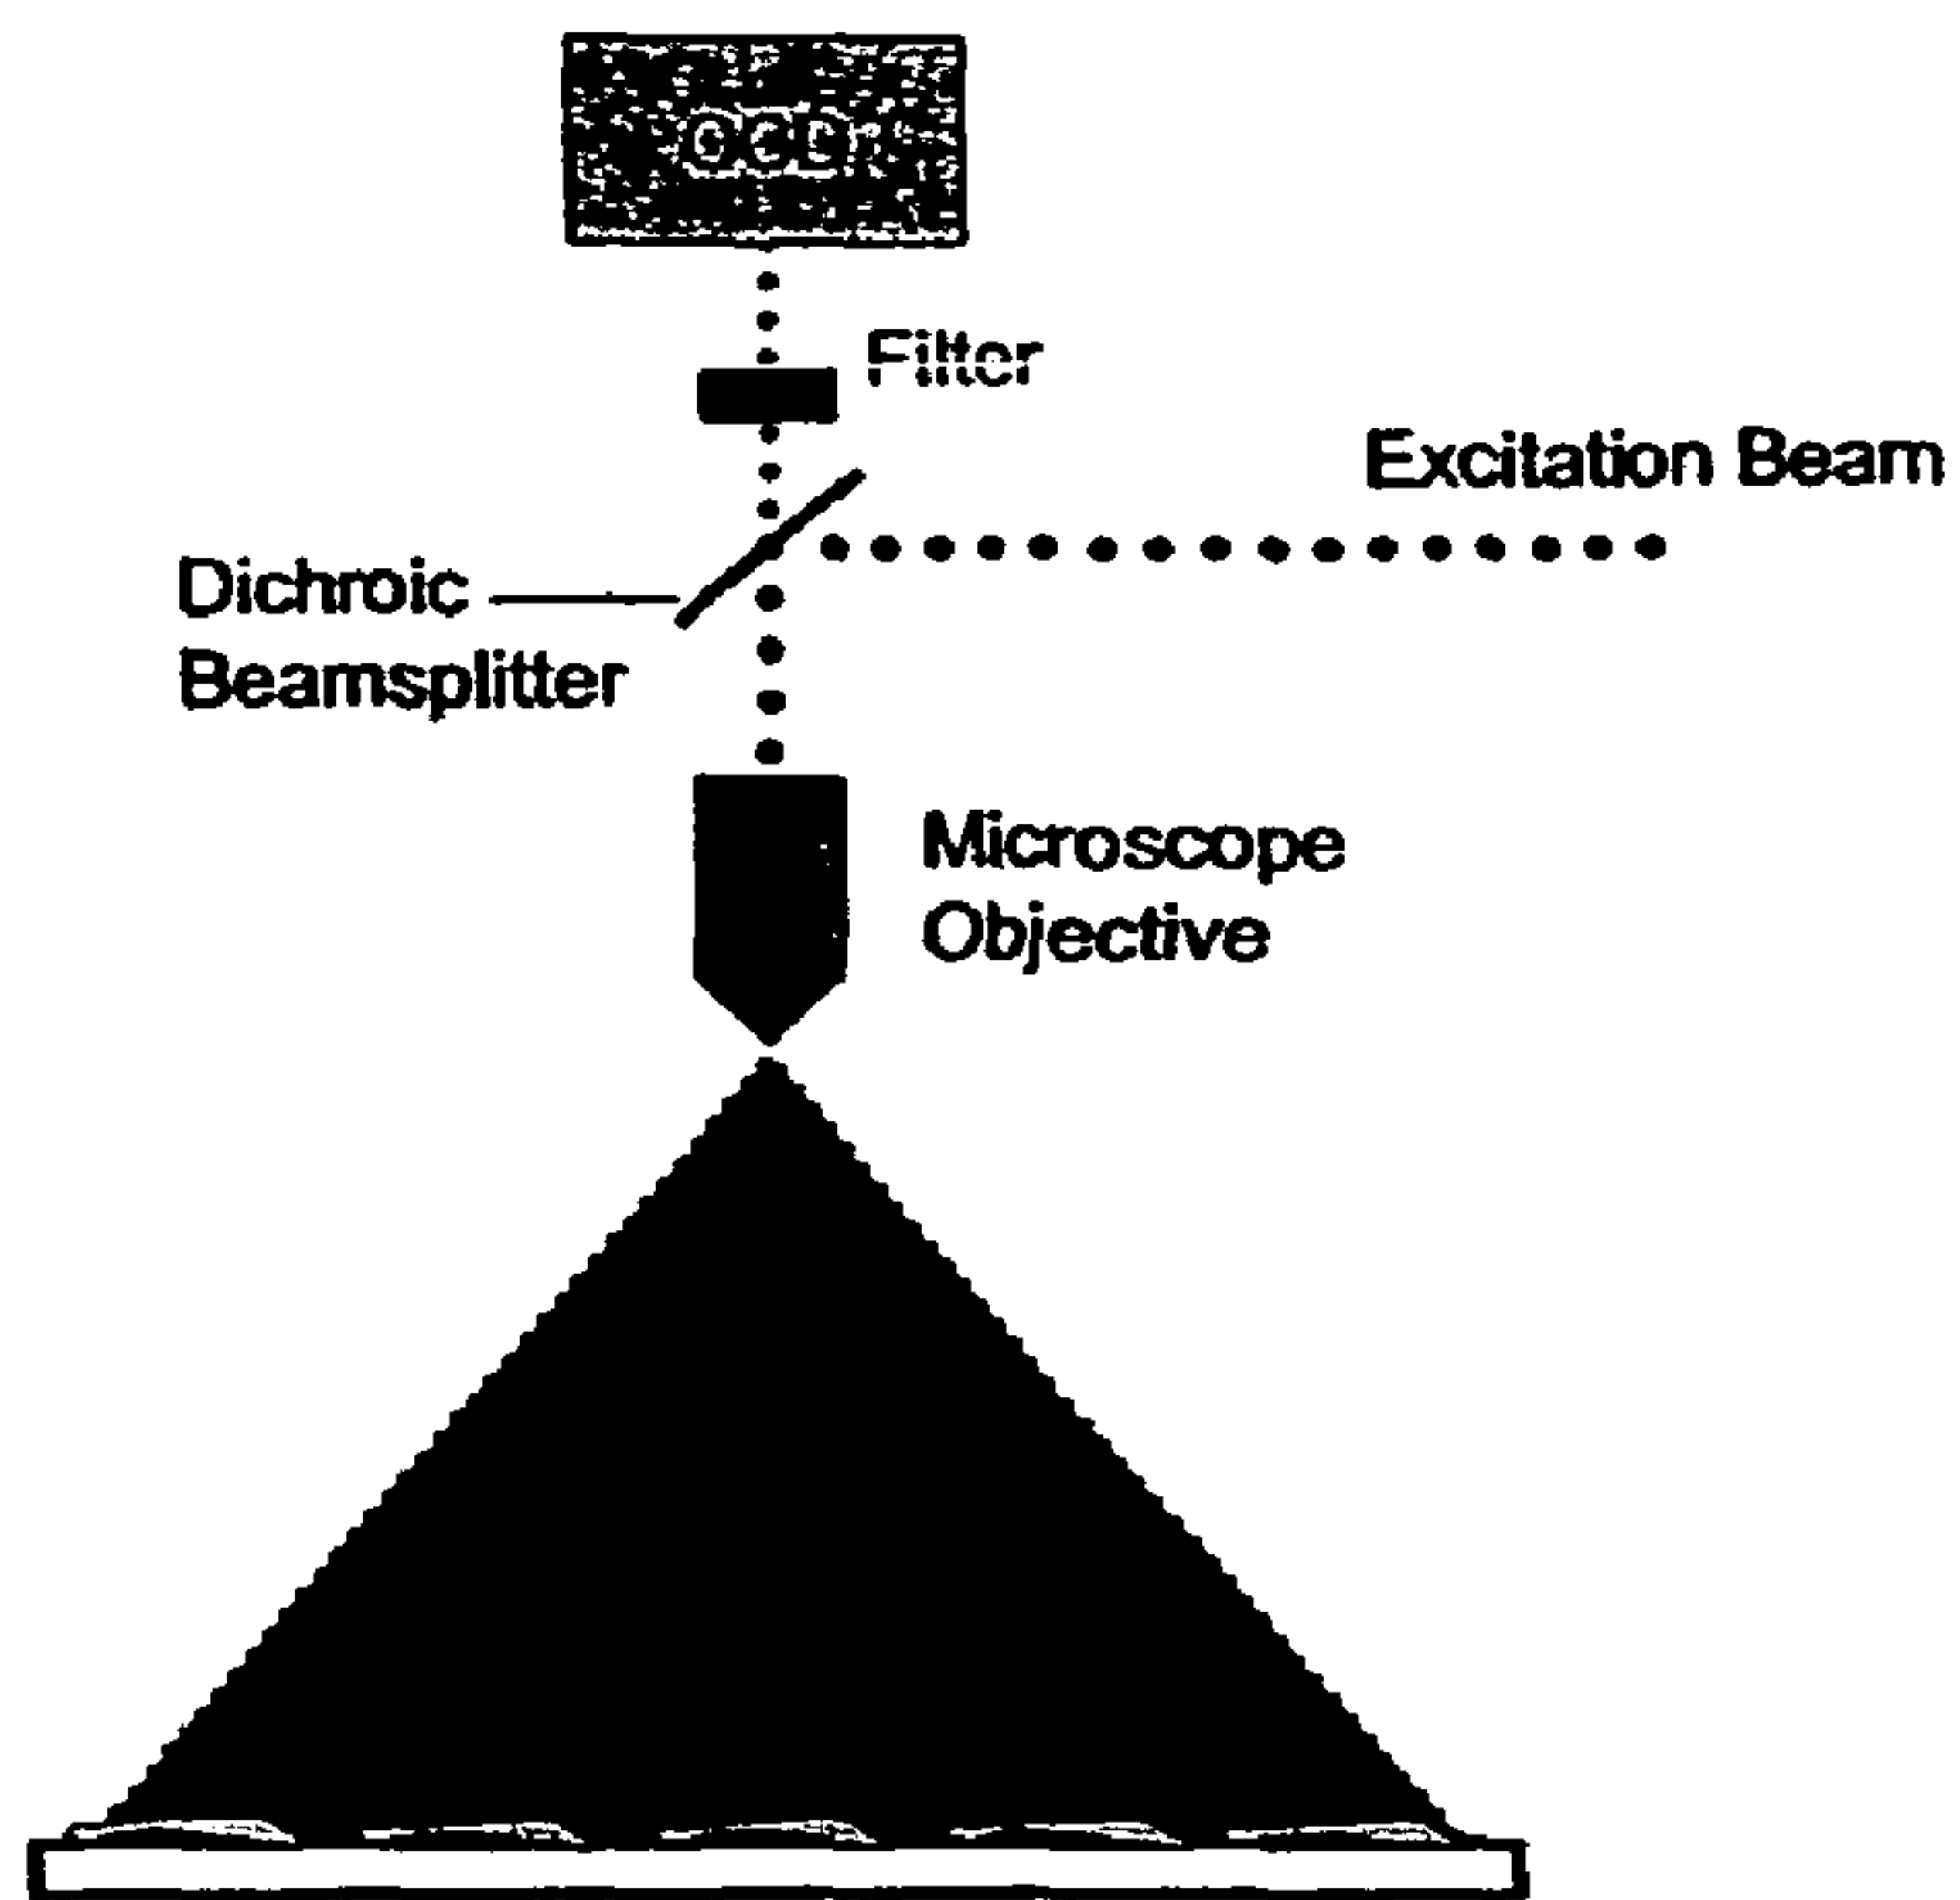 CCD
Filter
Excitation Beam
Dichroic
Beamsplitter
Microscope
Objective